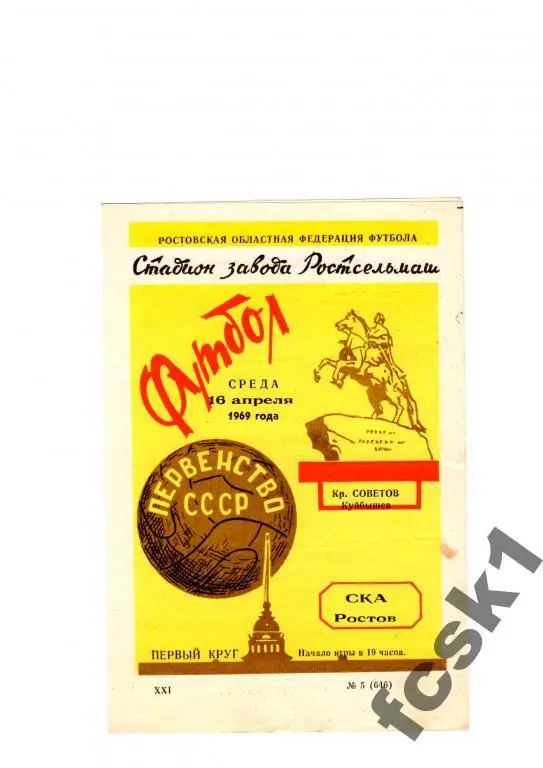 РОСТОВСКАЯ ОБЛАСТНАЯ ФЕДЕРАЦИЯ ФУТБОЛА
Стадион завода Ростсельмаш
Футбол
СРЕДА
16 апреля
1969 года
ПЕРВЕНСТВО
СССР
Кр. СОВЕТОВ
Куйбышев
СКА
Ростов
ПЕРВЫЙ КРУГ
Начало игры в 19 часов.
XXI
№ 5 (646)
fcsk1